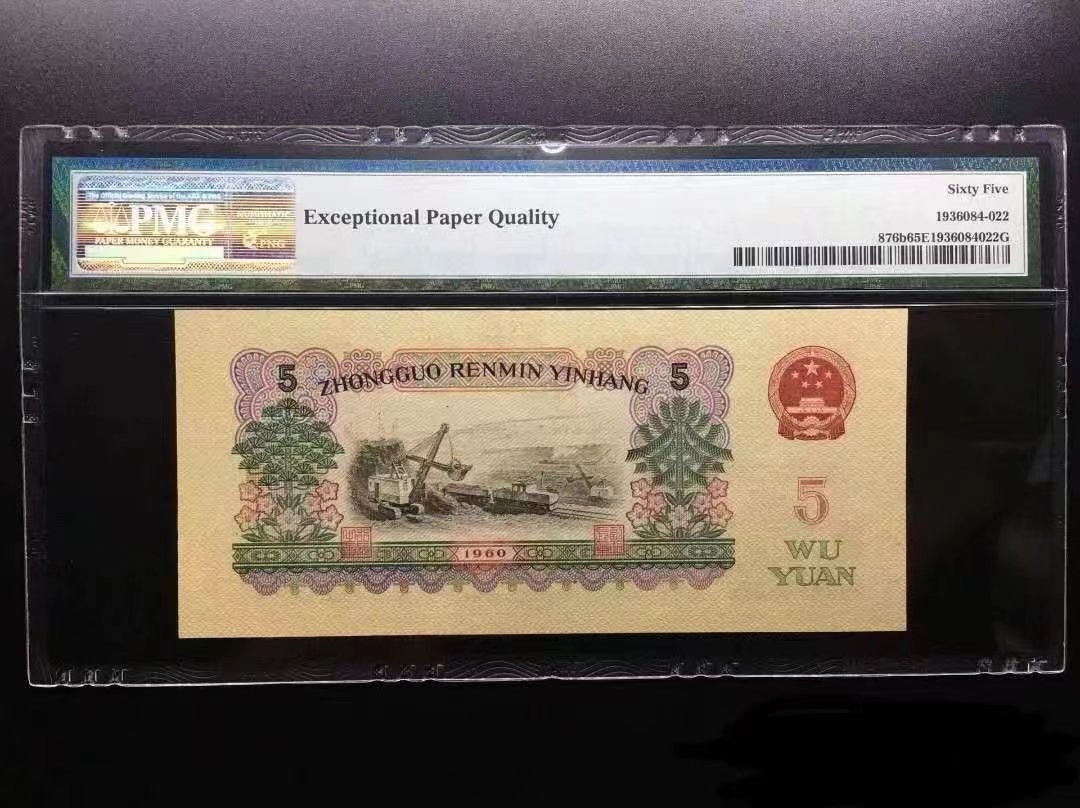 Sixty Five
PMG
PAPER MONEY GUARANTY
PNG
Exceptional Paper Quality
1936084-022
876b65E1936084022G
5 ZHONGGUO RENMIN YINHANG 5
5
1960
WU
YUAN